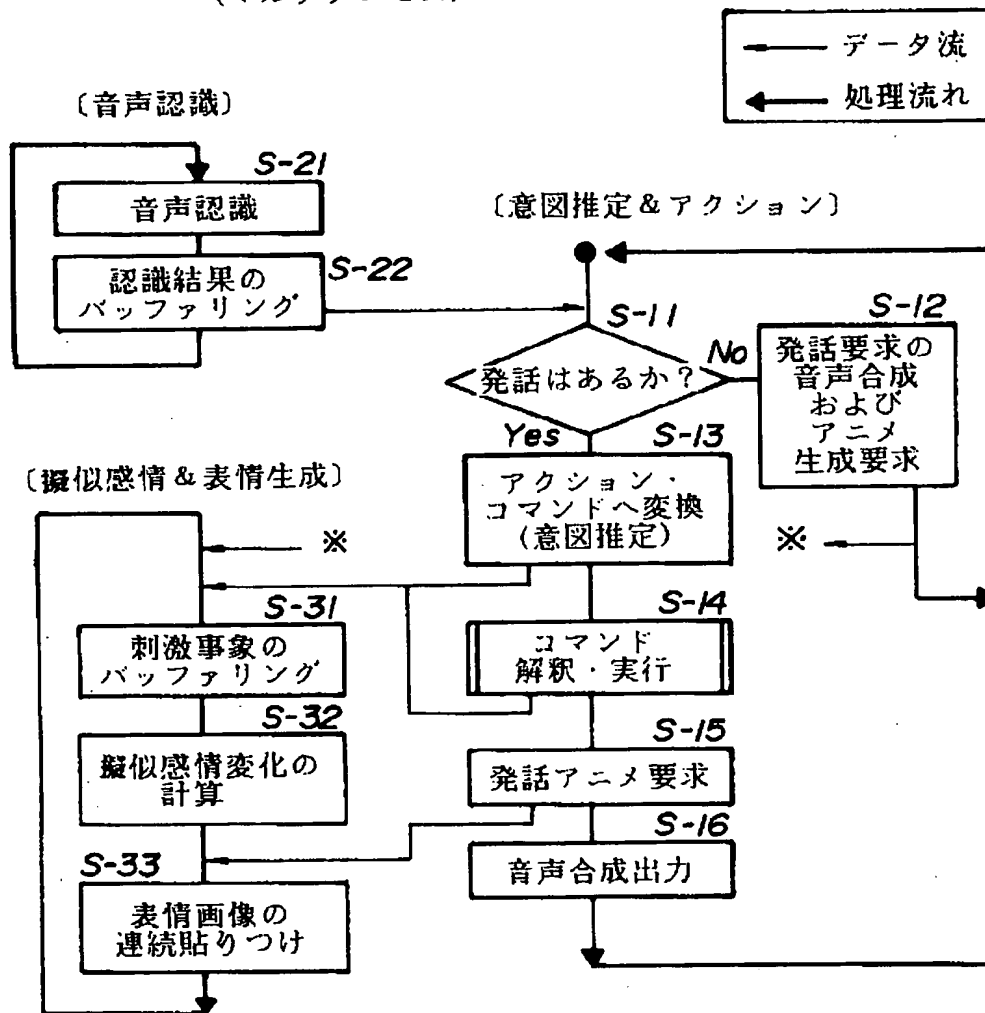 データ流
処理流れ
〔音声認識〕
S-21
音声認識
S-22
認識結果の
バッファリング
〔意図推定&アクション〕
S-11
発話はあるか?
No
Yes
S-12
発話要求の
音声合成
および
アニメ
生成要求
※
S-13
アクション・
コマンドへ変換
(意図推定)
S-14
コマンド
解釈・実行
S-15
発話アニメ要求
S-16
音声合成出力
〔擬似感情&表情生成〕
※
S-31
刺激事象の
バッファリング
S-32
擬似感情変化の
計算
S-33
表情画像の
連続貼りつけ